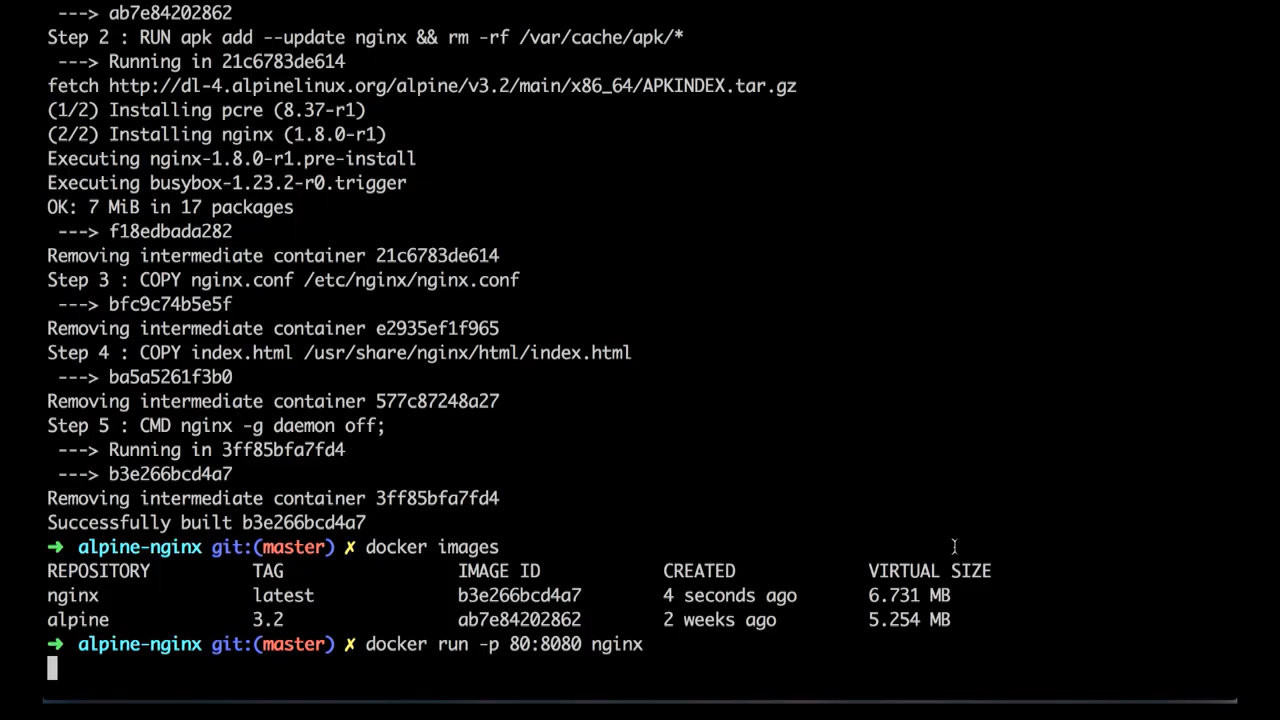 ---> ab7e84202862
Step 2 : RUN apk add --update nginx && rm -rf /var/cache/apk/*
---> Running in 21c6783de614
fetch http://dl-4.alpinelinux.org/alpine/v3.2/main/x86_64/APKINDEX.tar.gz
(1/2) Installing pcre (8.37-r1)
(2/2) Installing nginx (1.8.0-r1)
Executing nginx-1.8.0-r1.pre-install
Executing busybox-1.23.2-r0.trigger
OK: 7 MiB in 17 packages
---> f18edbada282
Removing intermediate container 21c6783de614
Step 3 : COPY nginx.conf /etc/nginx/nginx.conf
---> bfc9c74b5e5f
Removing intermediate container e2935ef1f965
Step 4 : COPY index.html /usr/share/nginx/html/index.html
---> ba5a5261f3b0
Removing intermediate container 577c87248a27
Step 5 : CMD nginx -g daemon off;
---> Running in 3ff85bfa7fd4
---> b3e266bcd4a7
Removing intermediate container 3ff85bfa7fd4
Successfully built b3e266bcd4a7
➜ alpine-nginx git:(master) ✗ docker images
REPOSITORY TAG IMAGE ID CREATED VIRTUAL SIZE
nginx latest b3e266bcd4a7 4 seconds ago 6.731 MB
alpine 3.2 ab7e84202862 2 weeks ago 5.254 MB
➜ alpine-nginx git:(master) ✗ docker run -p 80:8080 nginx